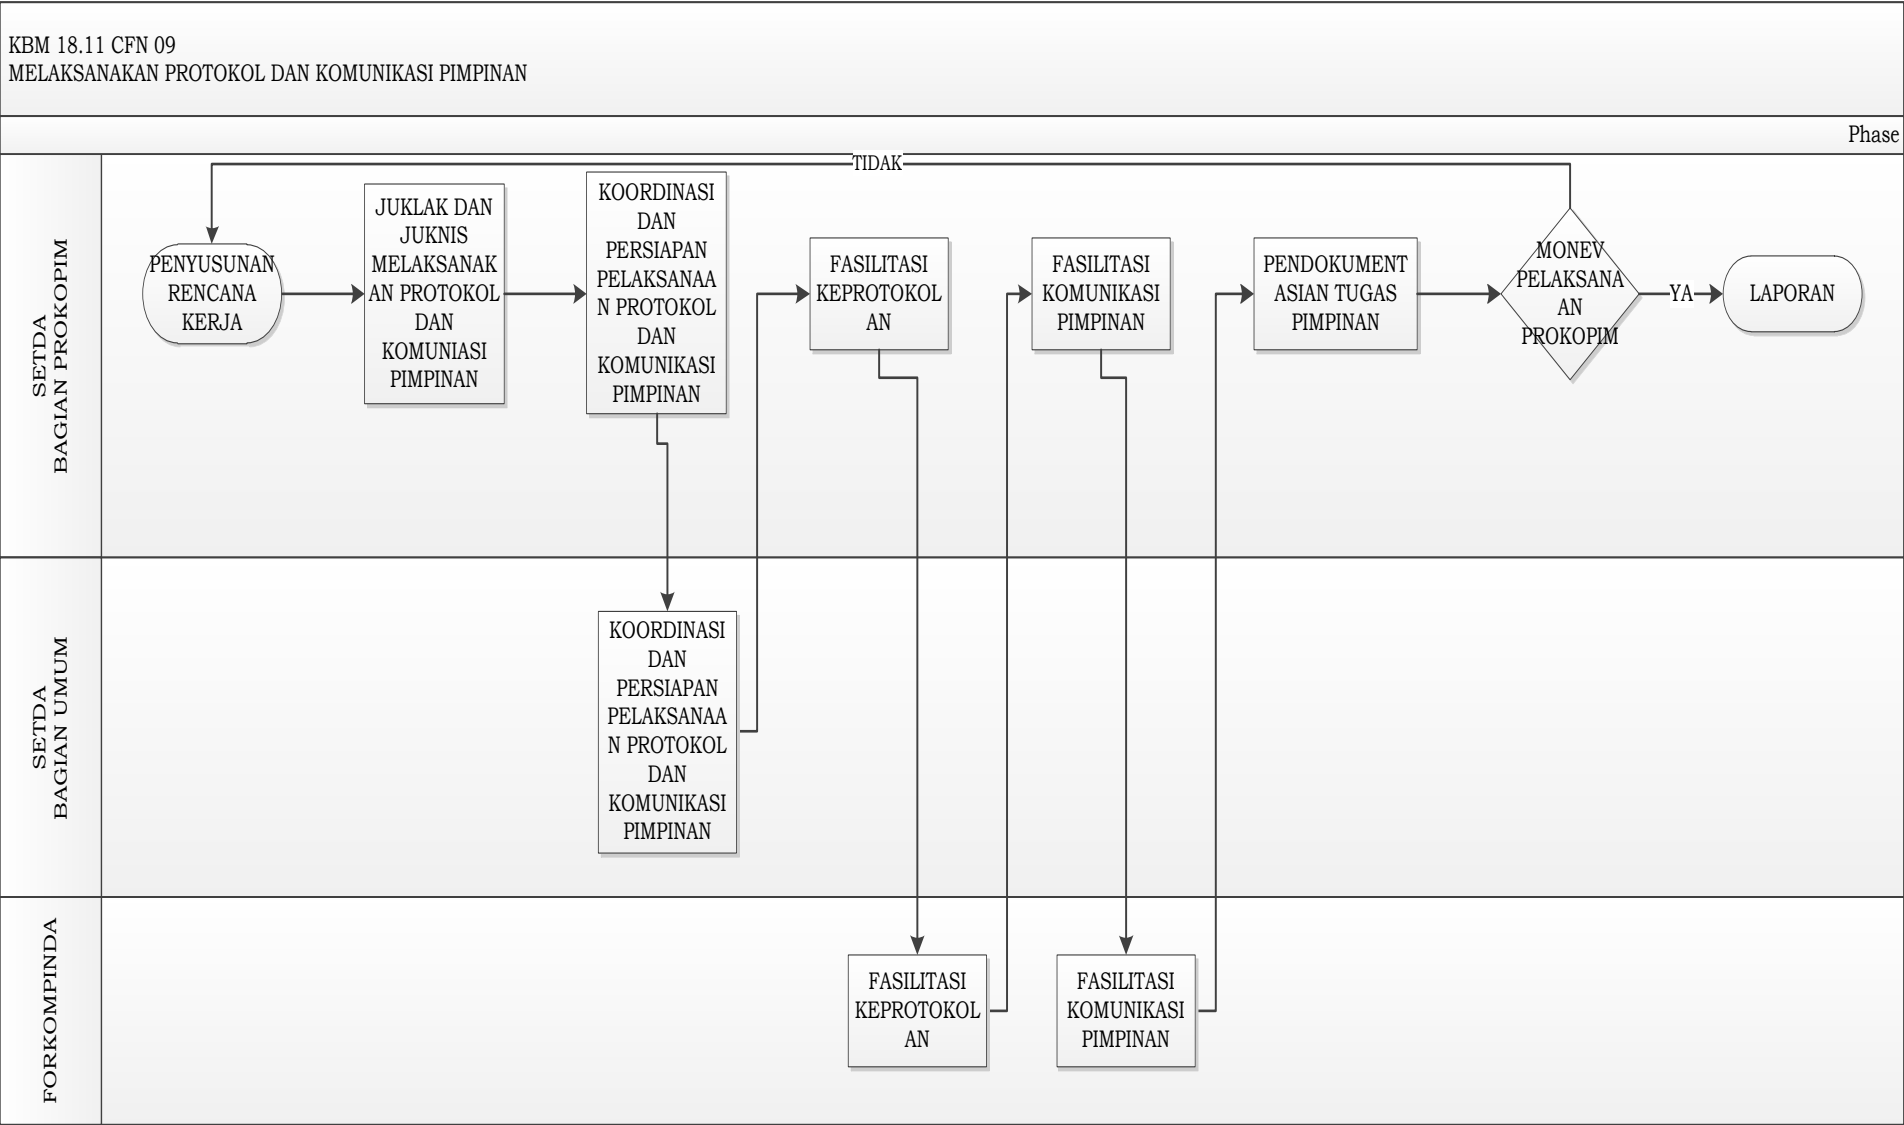 KBM 18.11 CFN 09
MELAKSANAKAN PROTOKOL DAN KOMUNIKASI PIMPINAN
Phase
SETDA
BAGIAN PROKOPIM
TIDAK
PENYUSUNAN
RENCANA
KERJA
JUKLAK DAN
JUKNIS
MELAKSANAK
AN PROTOKOL
DAN
KOMUNIASI
PIMPINAN
KOORDINASI
DAN
PERSIAPAN
PELAKSANAA
N PROTOKOL
DAN
KOMUNIKASI
PIMPINAN
FASILITASI
KEPROTOKOL
AN
FASILITASI
KOMUNIKASI
PIMPINAN
PENDOKUMENT
ASIAN TUGAS
PIMPINAN
MONEV
PELAKSANA
AN
PROKOPIM
YA
LAPORAN
SETDA
BAGIAN UMUM
KOORDINASI
DAN
PERSIAPAN
PELAKSANAA
N PROTOKOL
DAN
KOMUNIKASI
PIMPINAN
FORKOMPINDA
FASILITASI
KEPROTOKOL
AN
FASILITASI
KOMUNIKASI
PIMPINAN